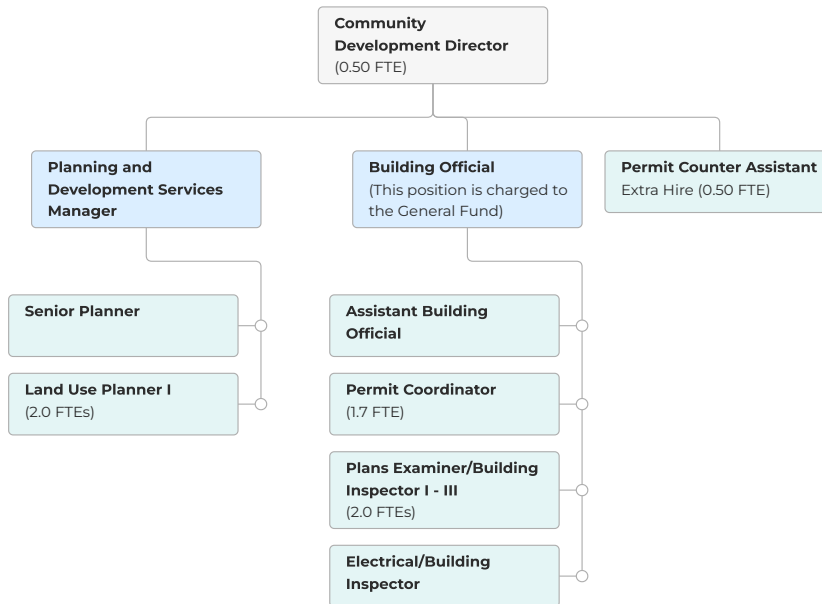 Community
Development Director
(0.50 FTE)
Planning and
Development Services
Manager
Building Official
(This position is charged to
the General Fund)
Permit Counter Assistant
Extra Hire (0.50 FTE)
Senior Planner
Land Use Planner I
(2.0 FTEs)
Assistant Building
Official
Permit Coordinator
(1.7 FTE)
Plans Examiner/Building
Inspector I - III
(2.0 FTEs)
Electrical/Building
Inspector